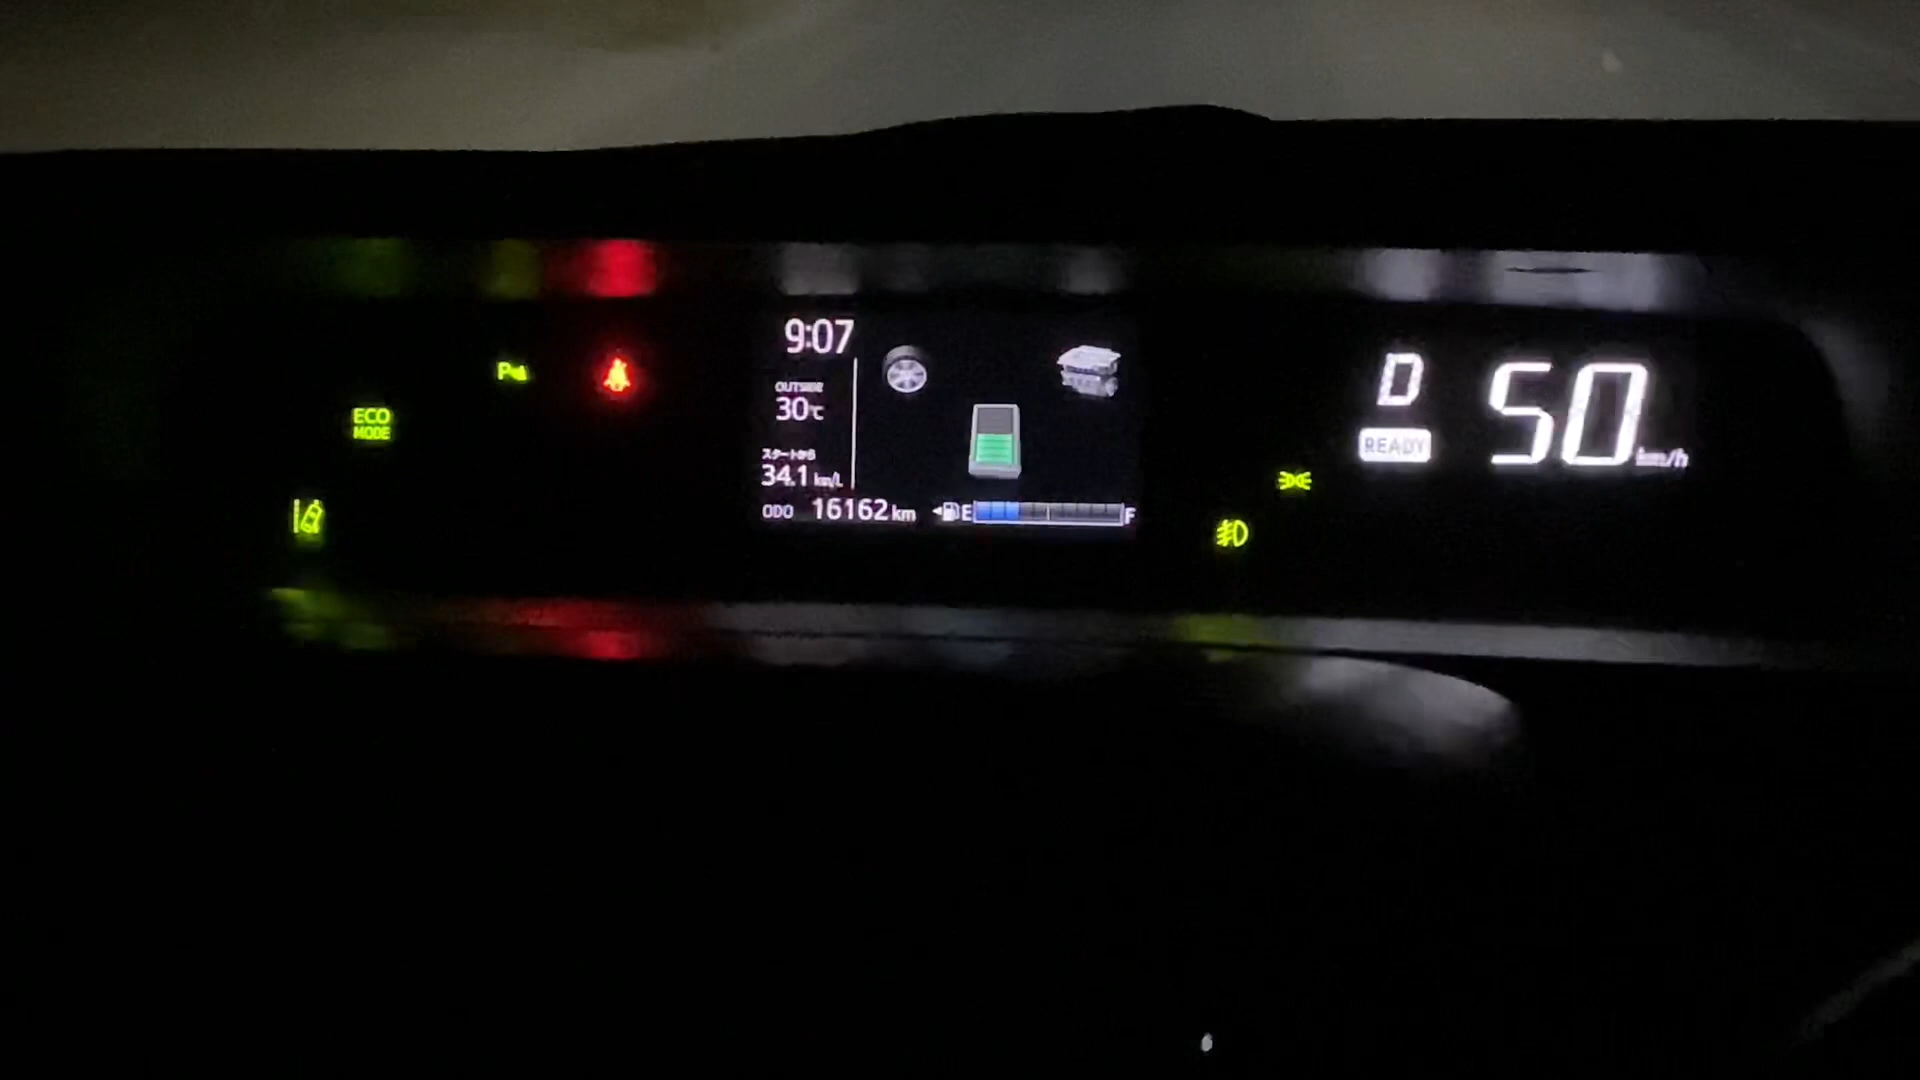 ECO
MODE
P
9:07
OUTSIDE
30℃
スタートから
34.1 km/L
ODO 16162 km
E F
D
READY
50 km/h